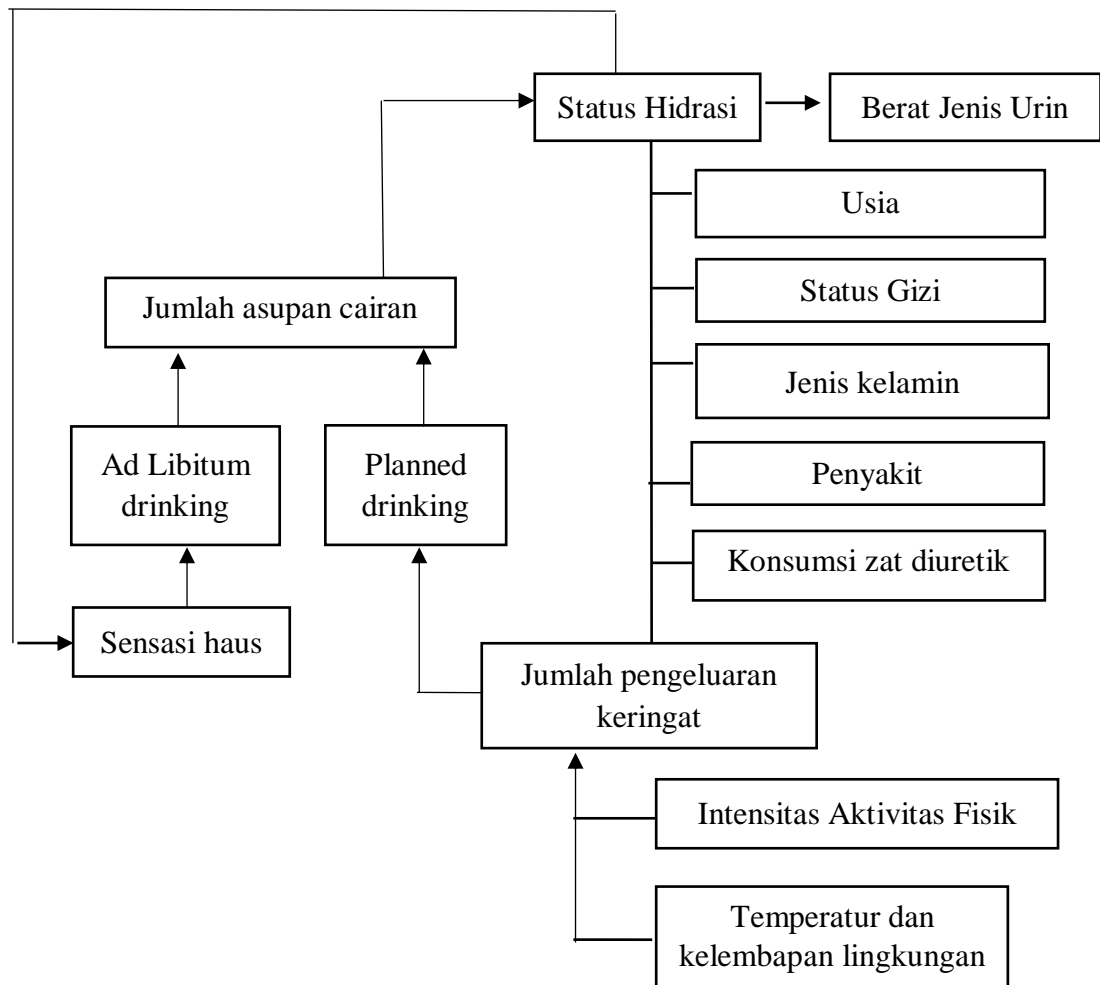 Status Hidrasi
Berat Jenis Urin
Usia
Status Gizi
Jumlah asupan cairan
Jenis kelamin
Ad Libitum
drinking
Planned
drinking
Penyakit
Konsumsi zat diuretik
Sensasi haus
Jumlah pengeluaran
keringat
Intensitas Aktivitas Fisik
Temperatur dan
kelembapan lingkungan